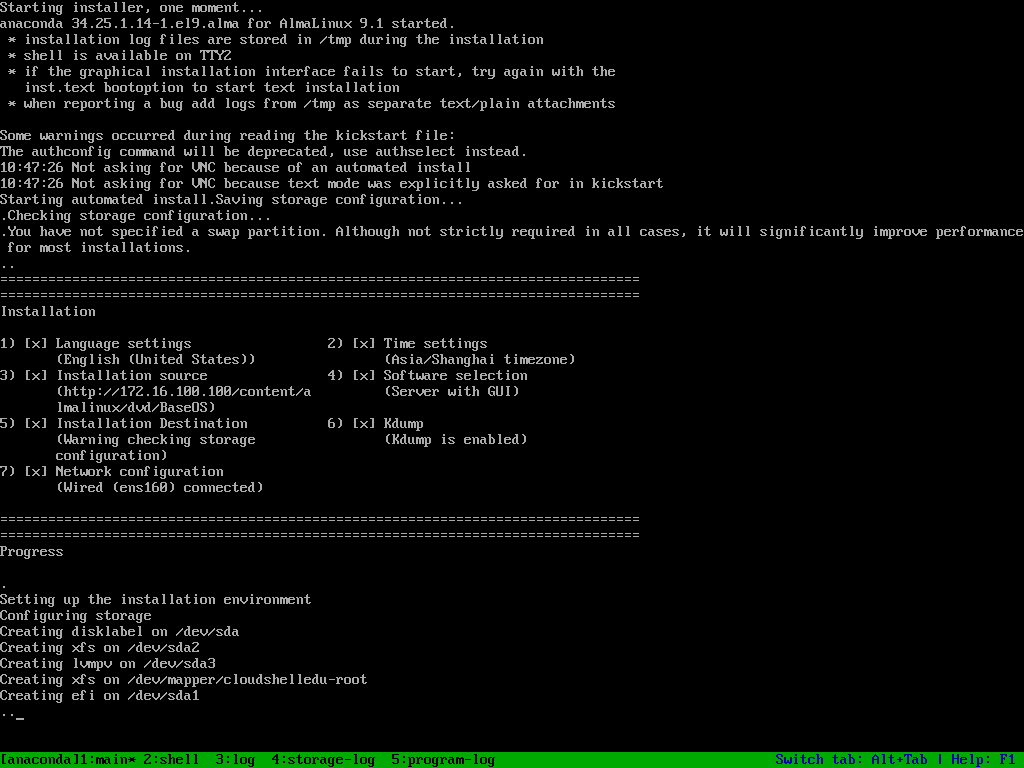 Starting installer, one moment...
anaconda 34.25.1.14-1.el9.alma for AlmaLinux 9.1 started.
 * installation log files are stored in /tmp during the installation
 * shell is available on TTY2
 * if the graphical installation interface fails to start, try again with the
   inst.text bootoption to start text installation
 * when reporting a bug add logs from /tmp as separate text/plain attachments

Some warnings occurred during reading the kickstart file:
The authconfig command will be deprecated, use authselect instead.
10:47:26 Not asking for VNC because of an automated install
10:47:26 Not asking for VNC because text mode was explicitly asked for in kickstart
Starting automated install.Saving storage configuration...
.Checking storage configuration...
.You have not specified a swap partition. Although not strictly required in all cases, it will significantly improve performance
 for most installations.
..
================================================================================
================================================================================
Installation

1) [x] Language settings                 2) [x] Time settings
       (English (United States))                (Asia/Shanghai timezone)
3) [x] Installation source               4) [x] Software selection
       (http://172.16.100.100/content/a         (Server with GUI)
       lmalinux/dvd/BaseOS)
5) [x] Installation Destination          6) [x] Kdump
       (Warning checking storage                (Kdump is enabled)
       configuration)
7) [x] Network configuration
       (Wired (ens160) connected)

================================================================================
================================================================================
Progress

.
Setting up the installation environment
Configuring storage
Creating disklabel on /dev/sda
Creating xfs on /dev/sda2
Creating lvmpv on /dev/sda3
Creating xfs on /dev/mapper/cloudshelledu-root
Creating efi on /dev/sda1
.._
[anaconda]1:main* 2:shell  3:log  4:storage-log  5:program-log                                   Switch tab: Alt+Tab | Help: F1